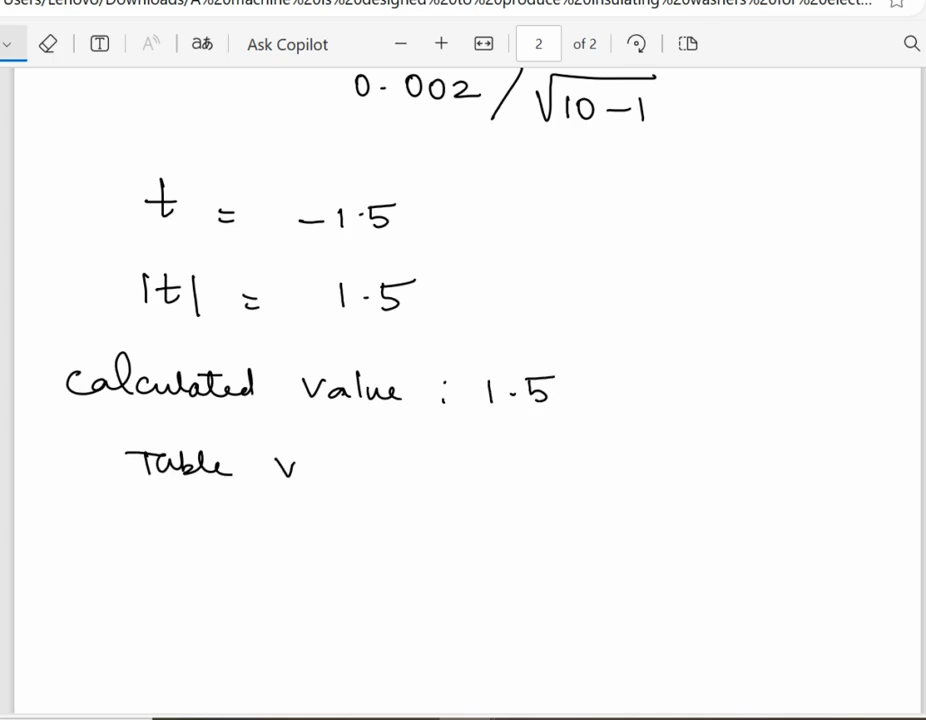 Users/Lenovo/Downloads/A%20machine%20is%20designed%20to%20produce%20insulating%20washers%20for%20elect...
Ask Copilot
2 of 2
0.002/√10-1
t = -1.5
|t| = 1.5
Calculated value : 1.5
Table v